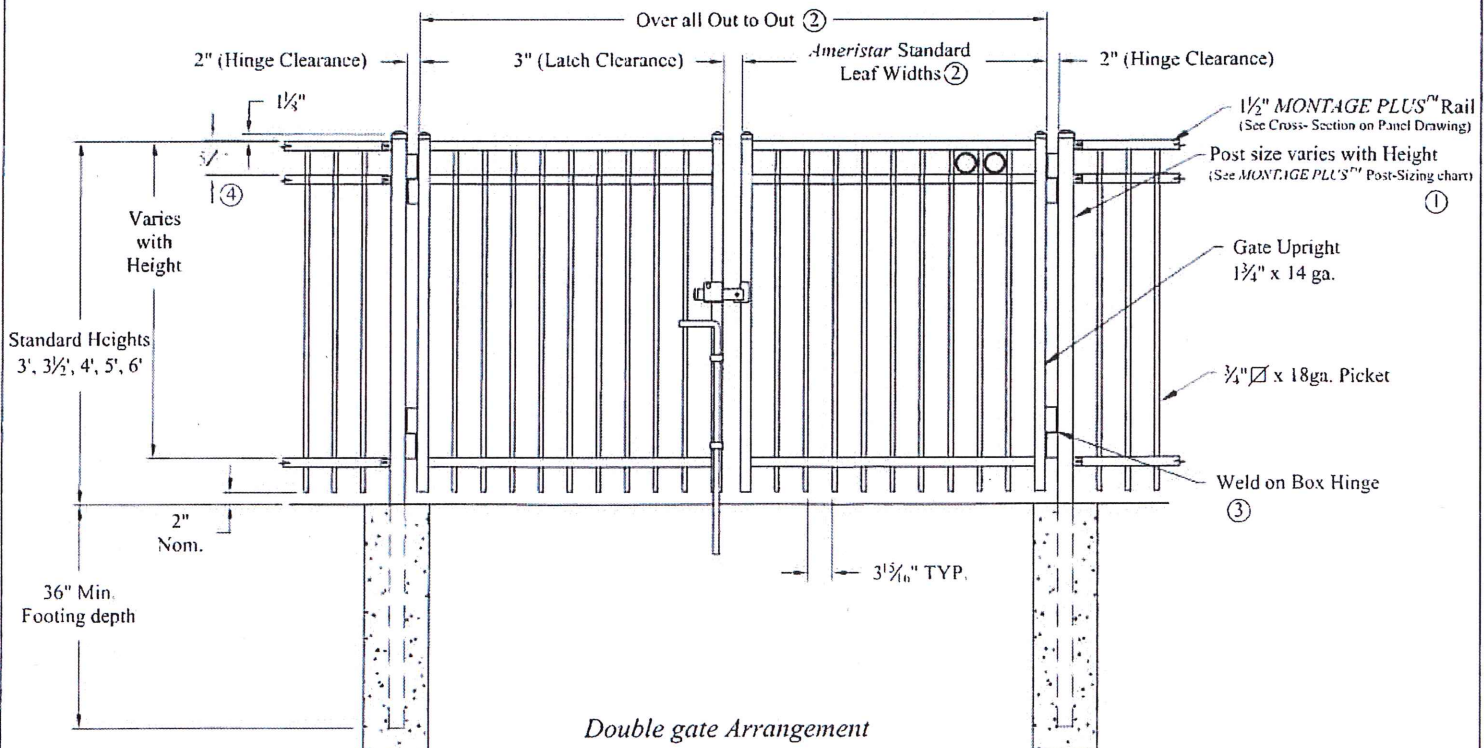 Over all Out to Out ②
2" (Hinge Clearance)
3" (Latch Clearance)
Ameristar Standard
Leaf Widths ②
2" (Hinge Clearance)
1½" MONTAGE PLUS™ Rail
(See Cross-Section on Panel Drawing)
Post size varies with Height
(See MONTAGE PLUS™ Post-Sizing chart)
①
④
Varies
with
Height
Gate Upright
1¾" x 14 ga.
Standard Heights
3', 3½', 4', 5', 6'
¾" x 18ga. Picket
Weld on Box Hinge
③
2"
Nom.
36" Min.
Footing depth
3 15/16" TYP.
Double gate Arrangement